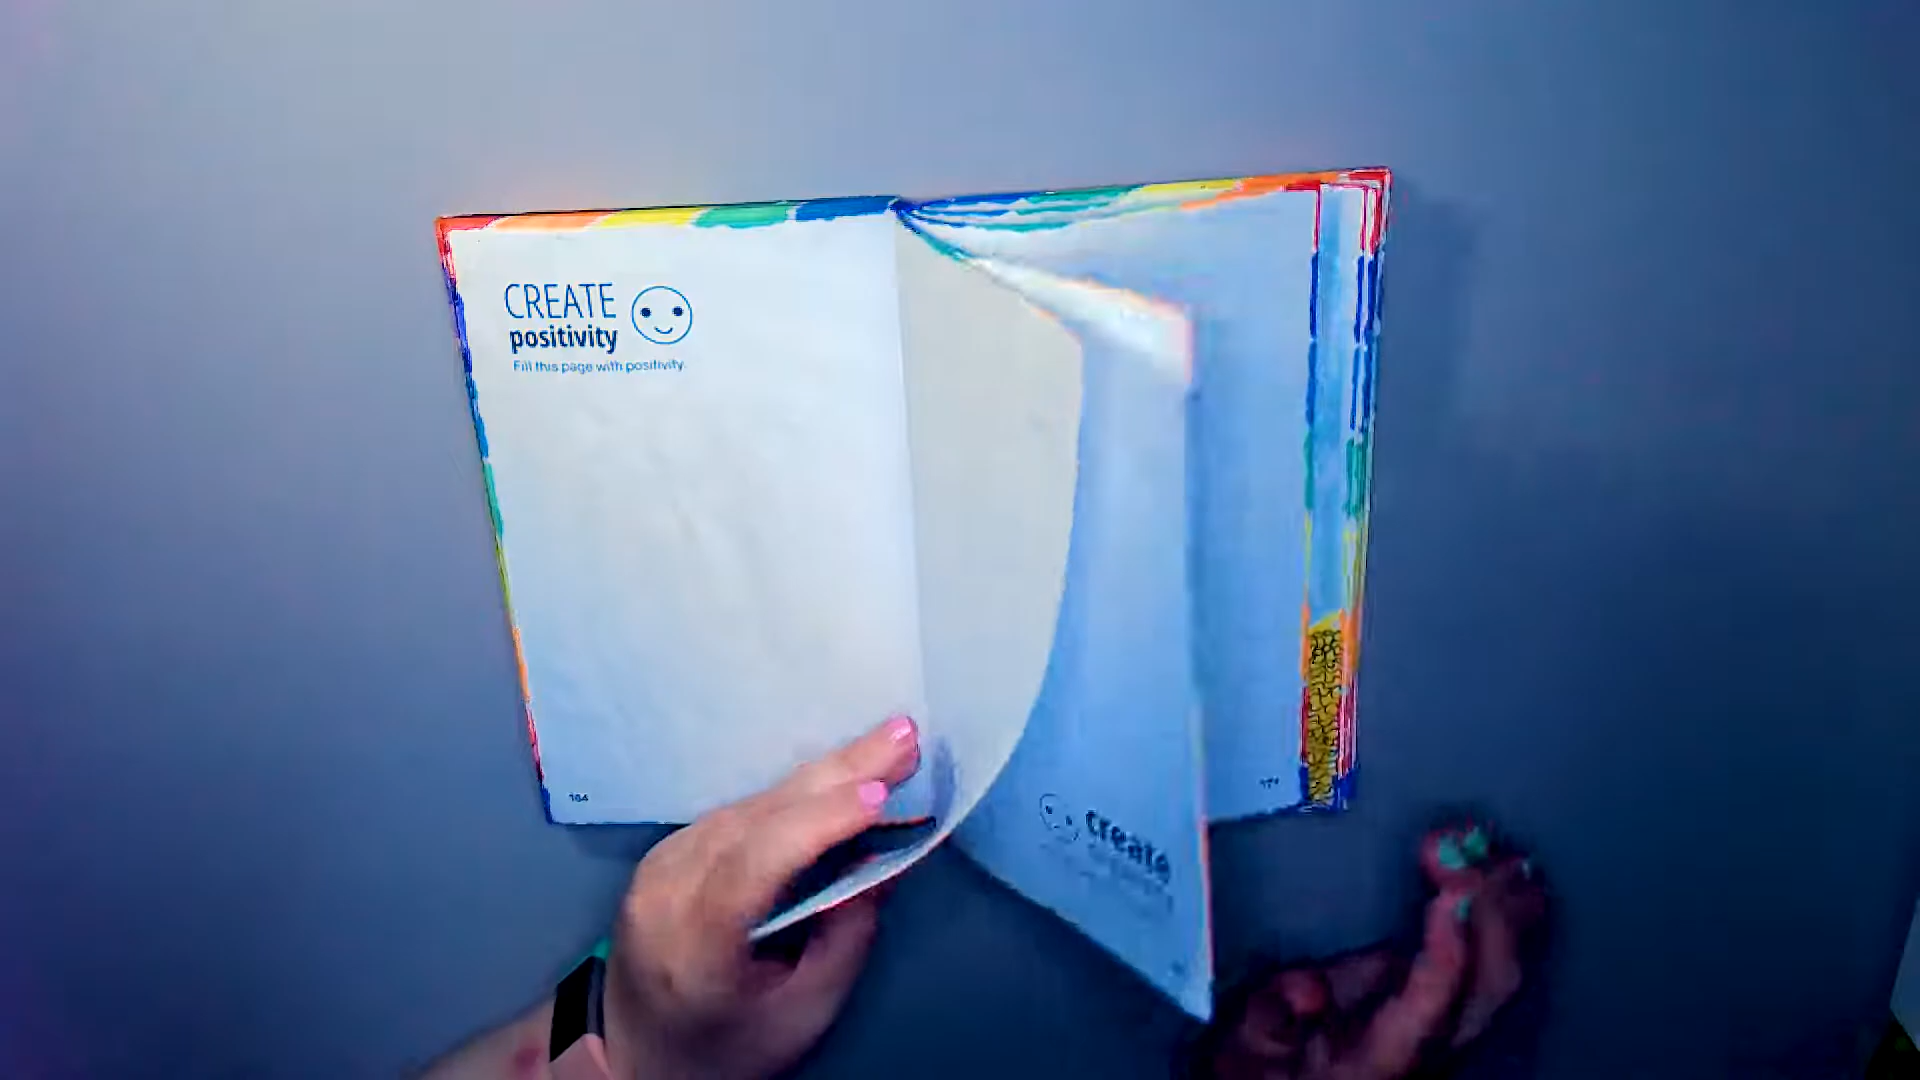 CREATE
positivity
Fill this page with positivity.
164
create